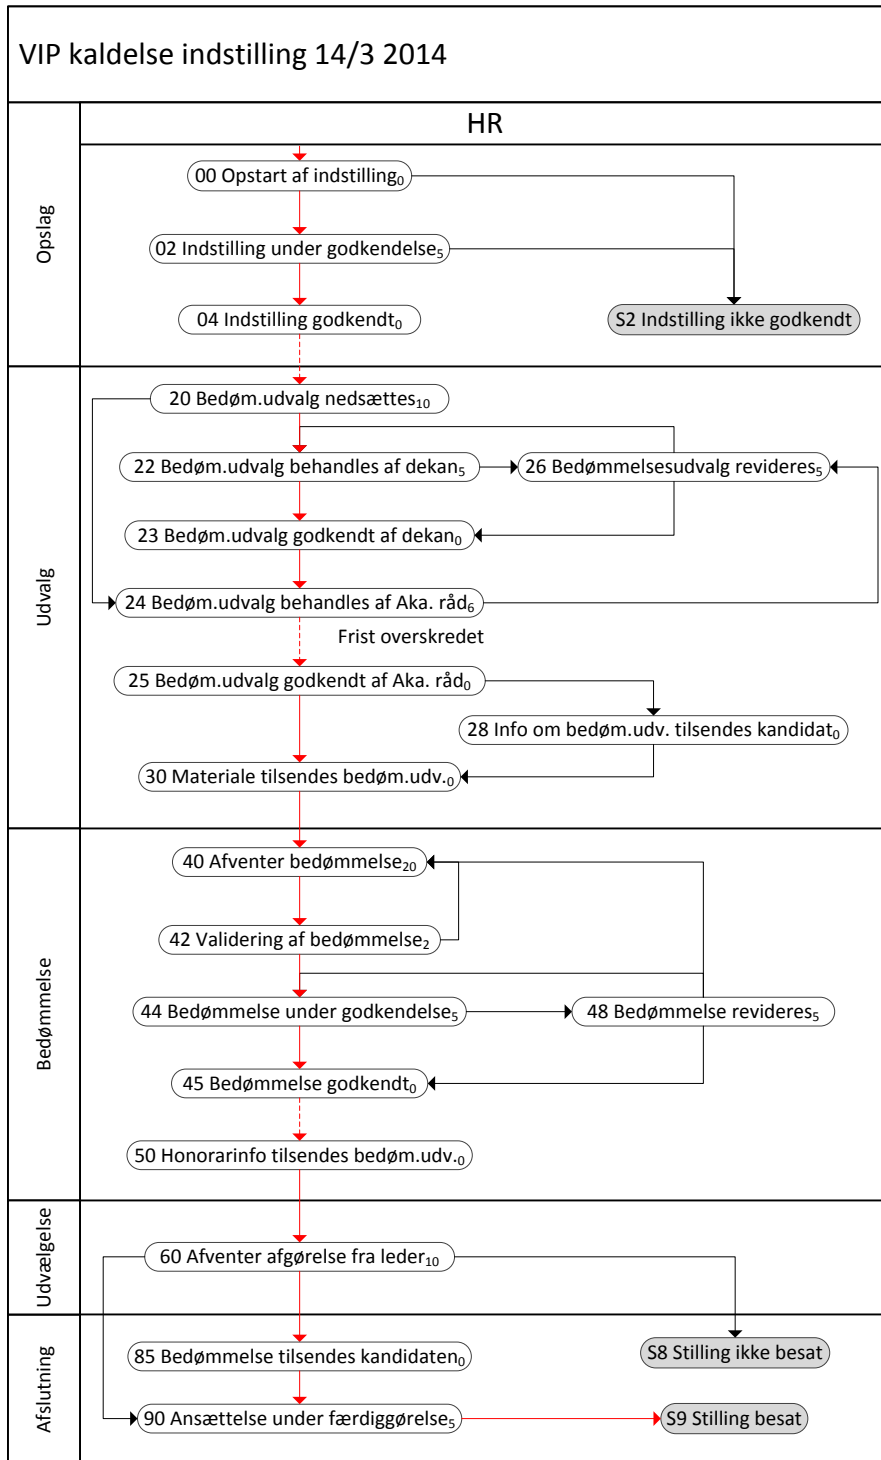 VIP kaldelse indstilling 14/3 2014
HR
Opslag
00 Opstart af indstilling0
02 Indstilling under godkendelse5
04 Indstilling godkendt0
S2 Indstilling ikke godkendt
Udvalg
20 Bedøm.udvalg nedsættes10
22 Bedøm.udvalg behandles af dekan5
26 Bedømmelsesudvalg revideres5
23 Bedøm.udvalg godkendt af dekan0
24 Bedøm.udvalg behandles af Aka. råd6
Frist overskredet
25 Bedøm.udvalg godkendt af Aka. råd0
28 Info om bedøm.udv. tilsendes kandidat0
30 Materiale tilsendes bedøm.udv.0
Bedømmelse
40 Afventer bedømmelse20
42 Validering af bedømmelse2
44 Bedømmelse under godkendelse5
48 Bedømmelse revideres5
45 Bedømmelse godkendt0
50 Honorarinfo tilsendes bedøm.udv.0
Udvælgelse
60 Afventer afgørelse fra leder10
Afslutning
85 Bedømmelse tilsendes kandidaten0
S8 Stilling ikke besat
90 Ansættelse under færdiggørelse5
S9 Stilling besat